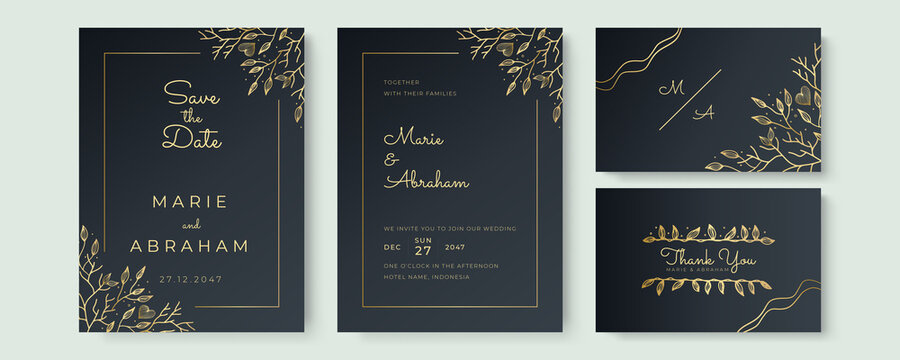 Save
the
Date
MARIE
and
ABRAHAM
27.12.2047
TOGETHER
WITH THEIR FAMILIES
Marie
&
Abraham
WE INVITE YOU TO JOIN OUR WEDDING
DEC SUN 27 2047
ONE O'CLOCK IN THE AFTERNOON
HOTEL NAME, INDONESIA
M
A
Thank You
MARIE & ABRAHAM